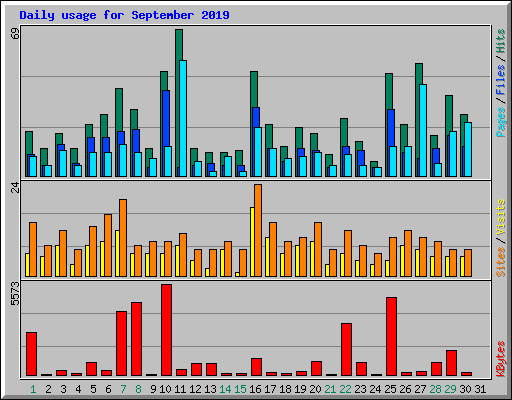 Daily usage for September 2019
69
Pages / Files / Hits
24
Sites / Visits
5573
KBytes
1 2 3 4 5 6 7 8 9 10 11 12 13 14 15 16 17 18 19 20 21 22 23 24 25 26 27 28 29 30 31